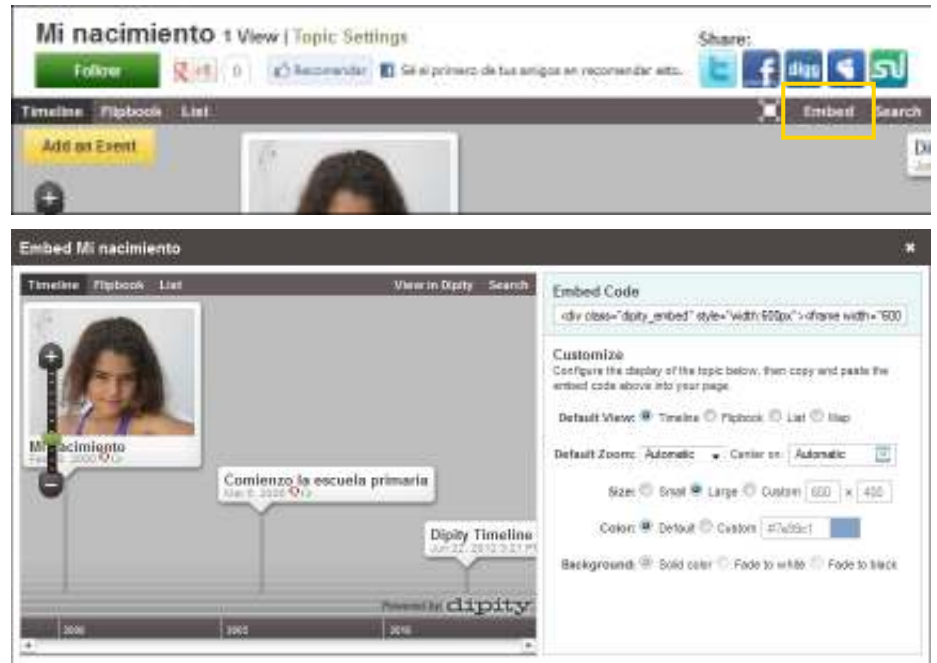 Mi nacimiento 1 View | Topic Settings
Share:
Follow
+1 0
Recomendar
Sé el primero de tus amigos en recomendar esto.
digg
Timeline Flipbook List
Embed Search
Add an Event
Embed Mi nacimiento
Timeline Flipbook List
View in Dipity Search
Mi nacimiento
Comienzo la escuela primaria
Dipity Timeline
Powered by dipity
2000 2005 2010
Embed Code
<div class="dipity_embed" style="width:600px"><iframe width="600
Customize
Configure the display of the topic below, then copy and paste the
embed code above into your page.
Default View: Timeline Flipbook List Map
Default Zoom: Automatic Center on: Automatic
Size: Small Large Custom 600 x 400
Color: Default Custom
Background: Solid color Fade to white Fade to black